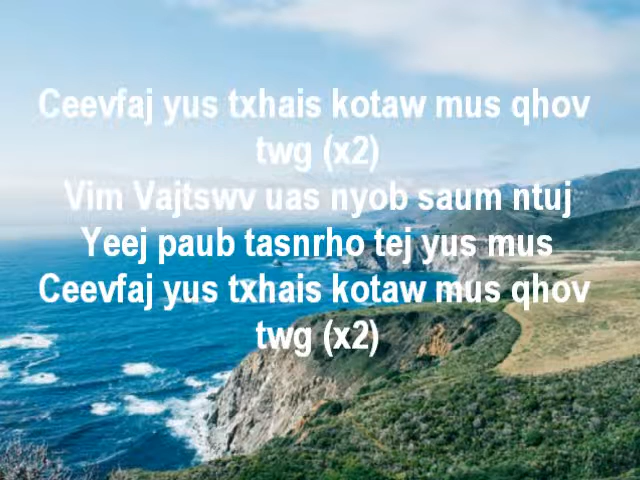 Ceevfaj yus txhais kotaw mus qhov
twg (x2)
Vim Vajtswv uas nyob saum ntuj
Yeej paub tasnrho tej yus mus
Ceevfaj yus txhais kotaw mus qhov
twg (x2)